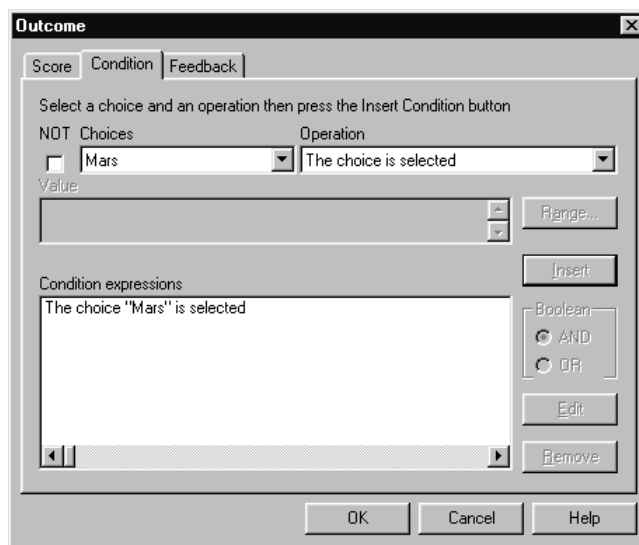 Outcome
Score Condition Feedback
Select a choice and an operation then press the Insert Condition button
NOT Choices Operation
Mars The choice is selected
Value
Range...
Insert
Condition expressions
The choice "Mars" is selected
Boolean
AND
OR
Edit
Remove
OK Cancel Help